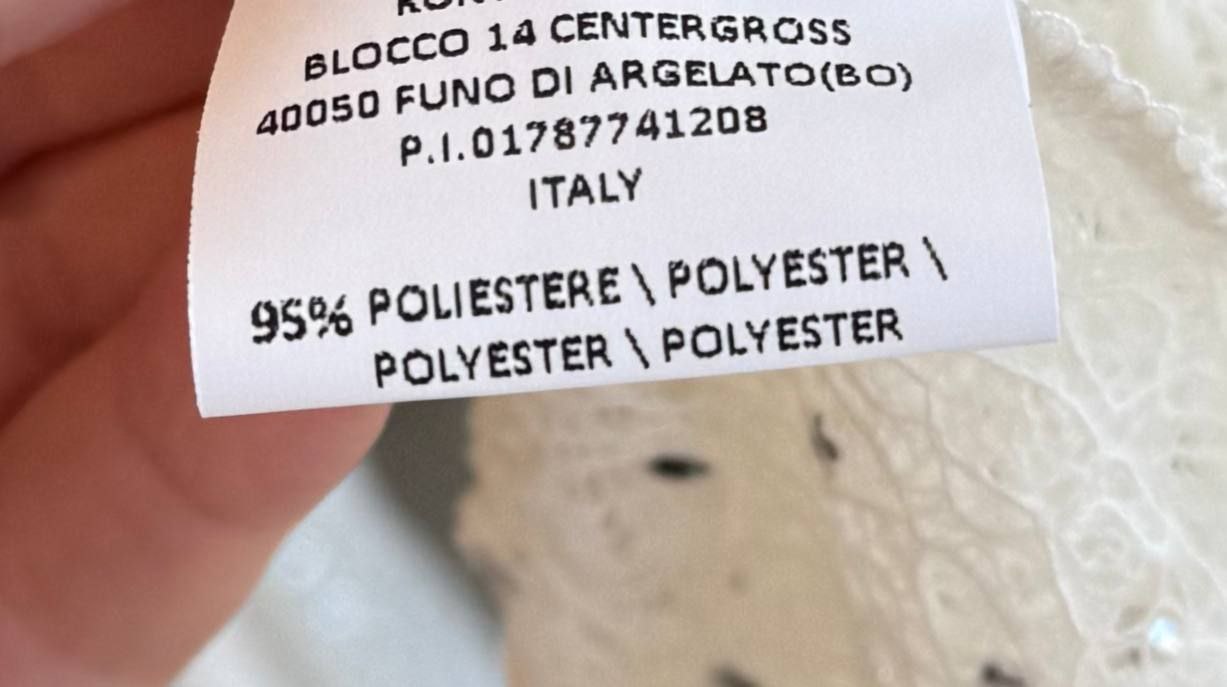 BLOCCO 14 CENTERGROSS
40050 FUNO DI ARGELATO(BO)
P.I.01787741208
ITALY
95% POLIESTERE \ POLYESTER \
POLYESTER \ POLYESTER